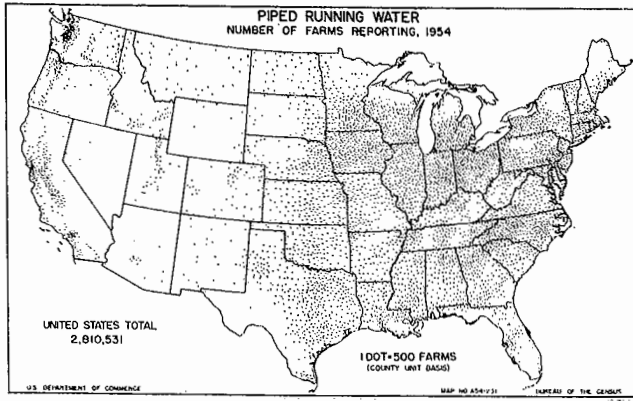 PIPED RUNNING WATER
NUMBER OF FARMS REPORTING, 1954
UNITED STATES TOTAL
2,810,531
1 DOT=500 FARMS
(COUNTY UNIT BASIS)
U.S. DEPARTMENT OF COMMERCE
MAP NO. A54-
BUREAU OF THE CENSUS